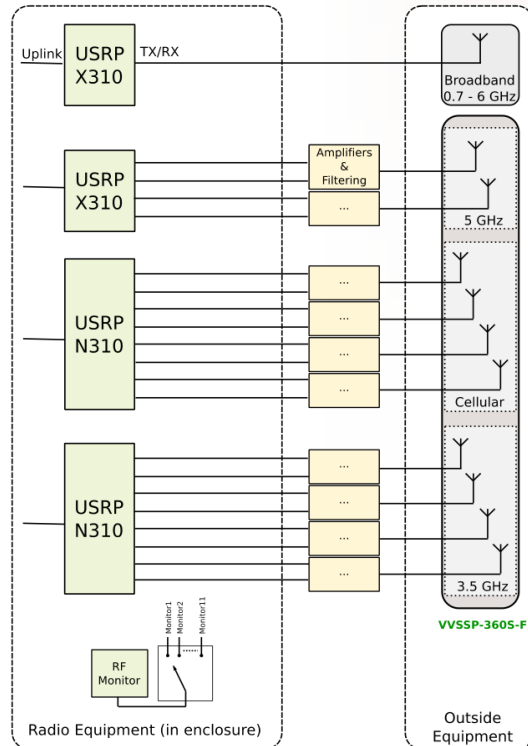 Uplink
USRP
X310
TX/RX
Broadband
0.7 - 6 GHz
USRP
X310
Amplifiers
&
Filtering
...
5 GHz
USRP
N310
...
...
...
...
Cellular
USRP
N310
...
...
...
...
3.5 GHz
VVSSP-360S-F
Monitor1
Monitor2
Monitor11
RF
Monitor
Radio Equipment (in enclosure)
Outside
Equipment